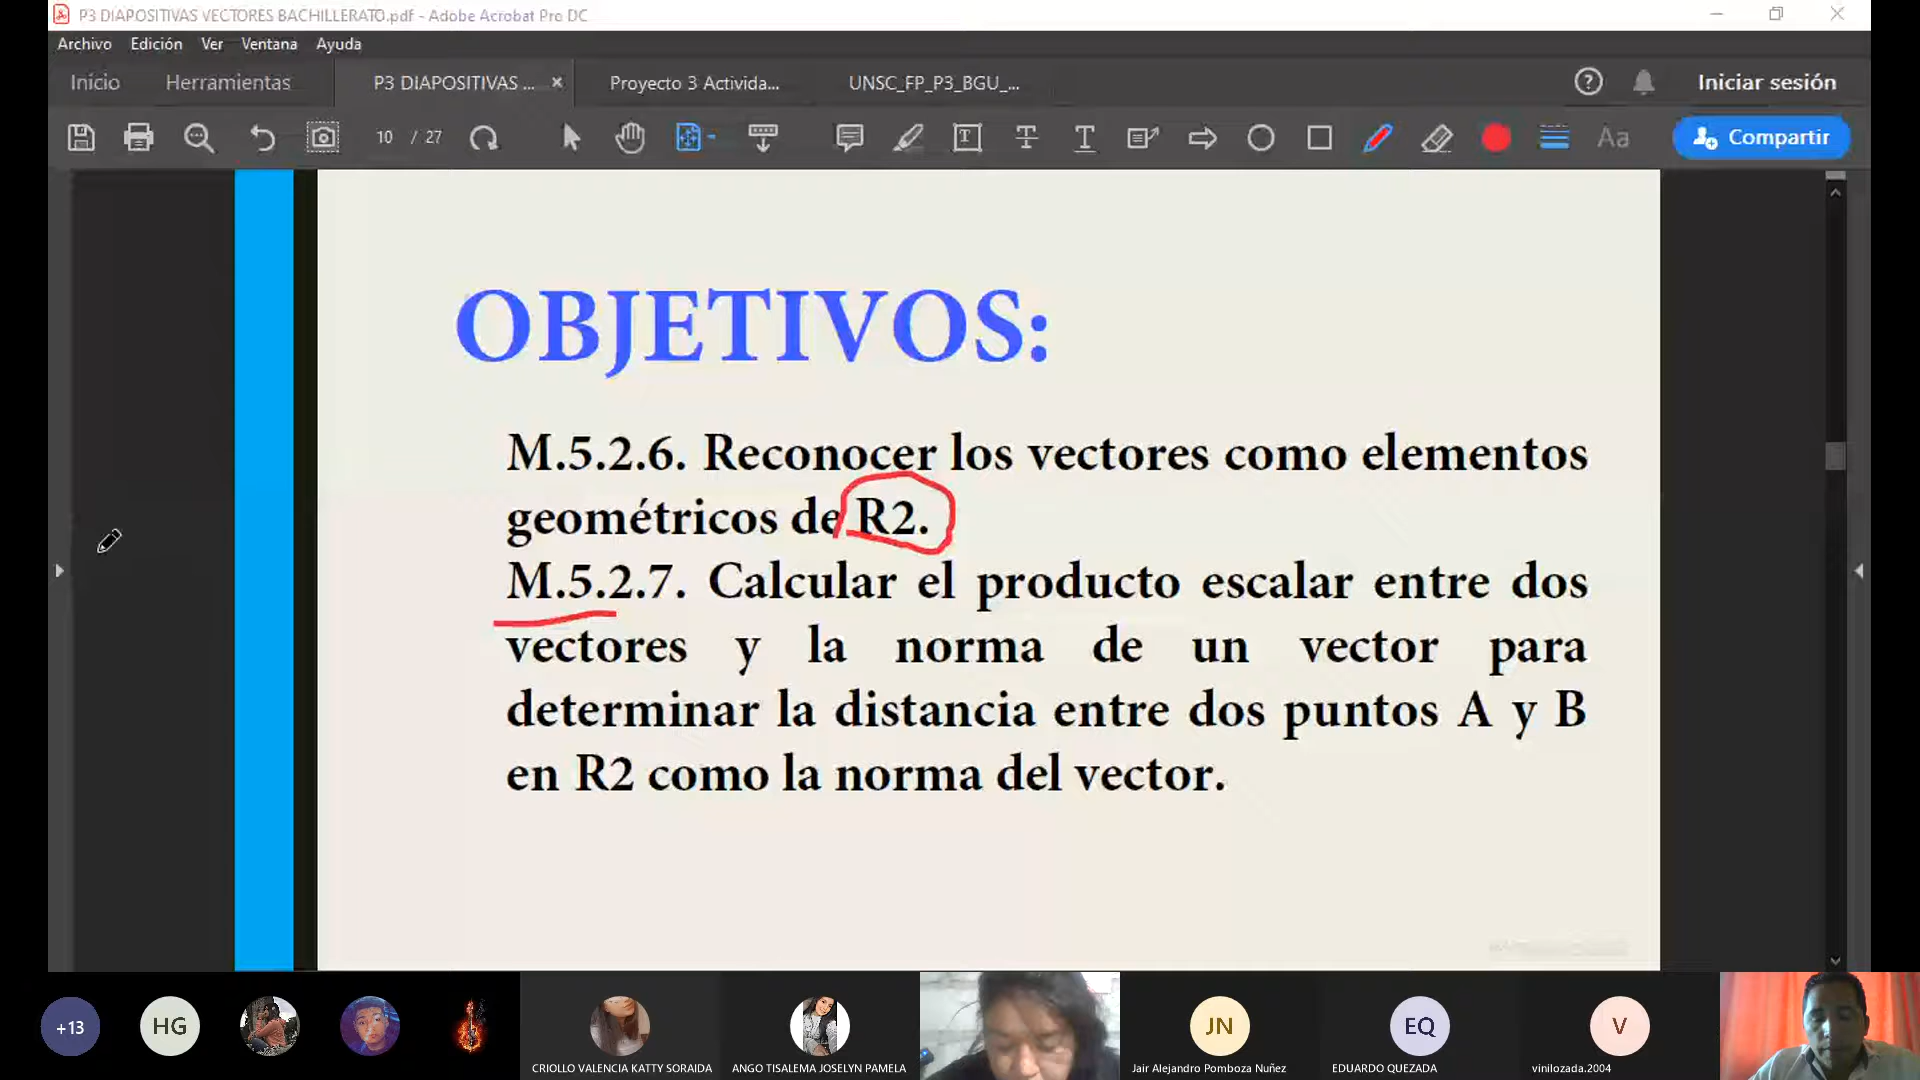 P3 DIAPOSITIVAS VECTORES BACHILLERATO.pdf - Adobe Acrobat Pro DC
Archivo Edición Ver Ventana Ayuda
Inicio Herramientas P3 DIAPOSITIVAS ... × Proyecto 3 Activida... UNSC_FP_P3_BGU_... Iniciar sesión
10 / 27 Aa Compartir
OBJETIVOS:
M.5.2.6. Reconocer los vectores como elementos
geométricos de R2.
M.5.2.7. Calcular el producto escalar entre dos
vectores y la norma de un vector para
determinar la distancia entre dos puntos A y B
en R2 como la norma del vector.
+13 HG JN EQ V
CRIOLLO VALENCIA KATTY SORAIDA ANGO TISALEMA JOSELYN PAMELA Jair Alejandro Pomboza Nuñez EDUARDO QUEZADA vinilozada.2004